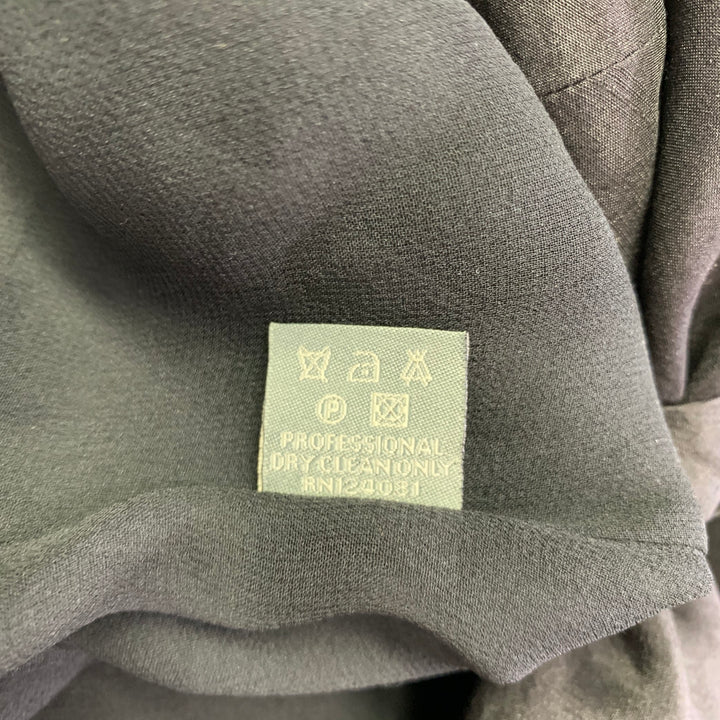 P
PROFESSIONAL
DRY CLEAN ONLY
RN124081